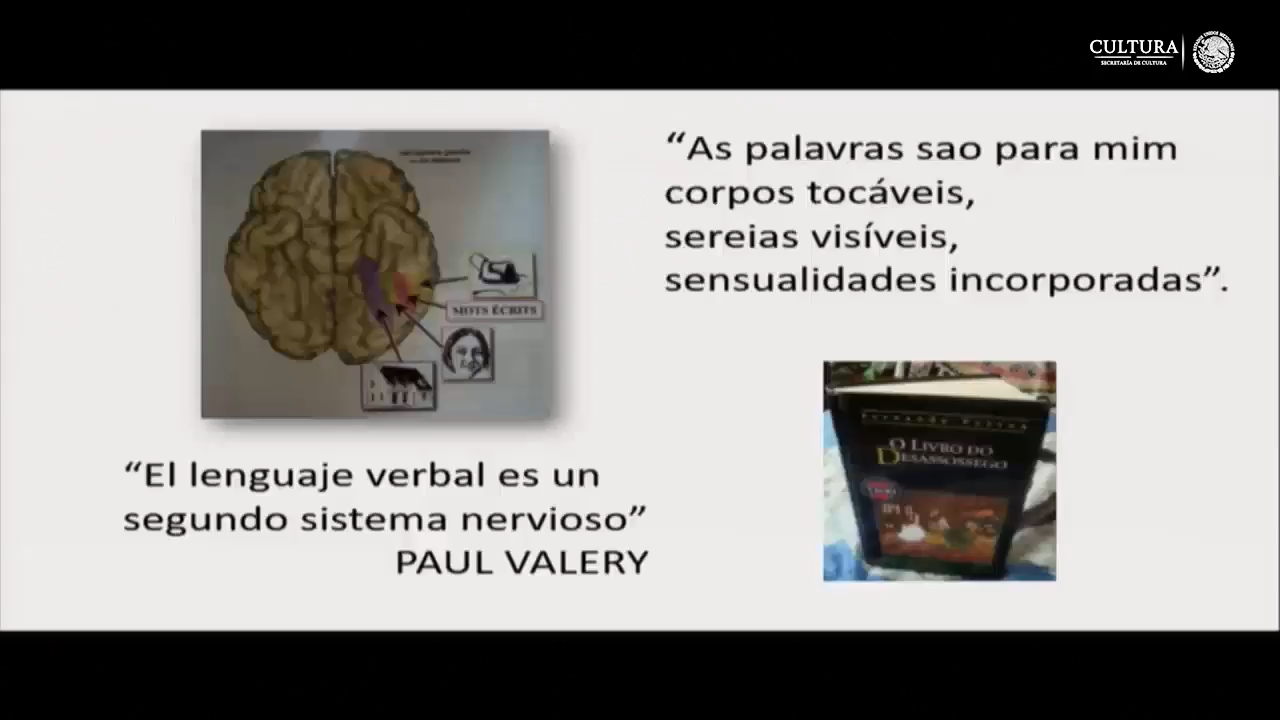 CULTURA
SECRETARÍA DE CULTURA
“As palavras sao para mim
corpos tocáveis,
sereias visíveis,
sensualidades incorporadas”.
MOTS ÉCRITS
“El lenguaje verbal es un
segundo sistema nervioso”
PAUL VALERY
O LIVRO DO
DESASSOSSEGO